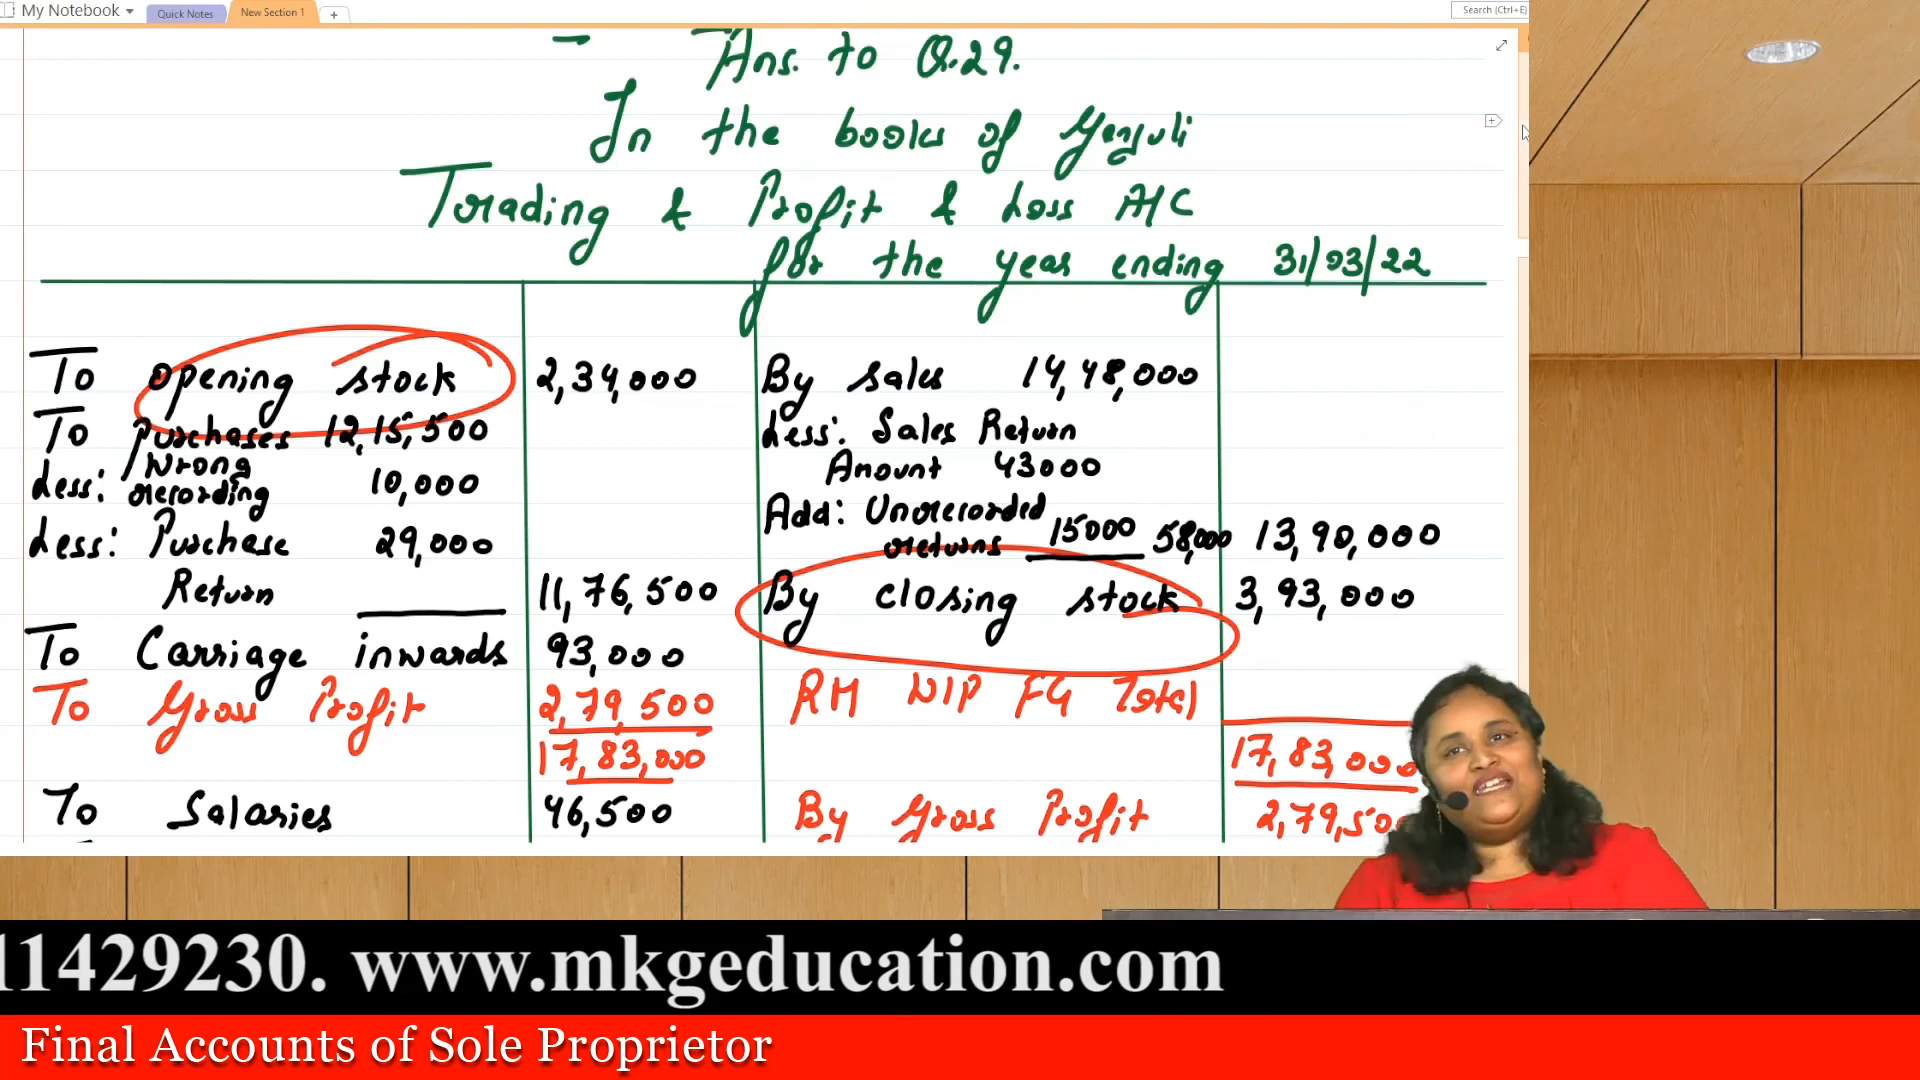 My Notebook
Quick Notes
New Section 1
+
Search (Ctrl+E)
Ans. to Q.29.
In the books of
Trading & Profit & Loss A/C
for the year ending 31/03/22
To Opening stock 2,34,000
To Purchases 12,15,500
Less: Wrong recording 10,000
Less: Purchase Return 29,000 11,76,500
To Carriage inwards 93,000
To Gross Profit 2,79,500
17,83,000
To Salaries 46,500
By Sales 14,48,000
Less: Sales Return
Amount 43000
Add: Unrecorded returns 15000 58,000 13,90,000
By closing stock 3,93,000
RM WIP FG Total
17,83,000
By Gross Profit 2,79,50
11429230. www.mkgeducation.com
Final Accounts of Sole Proprietor